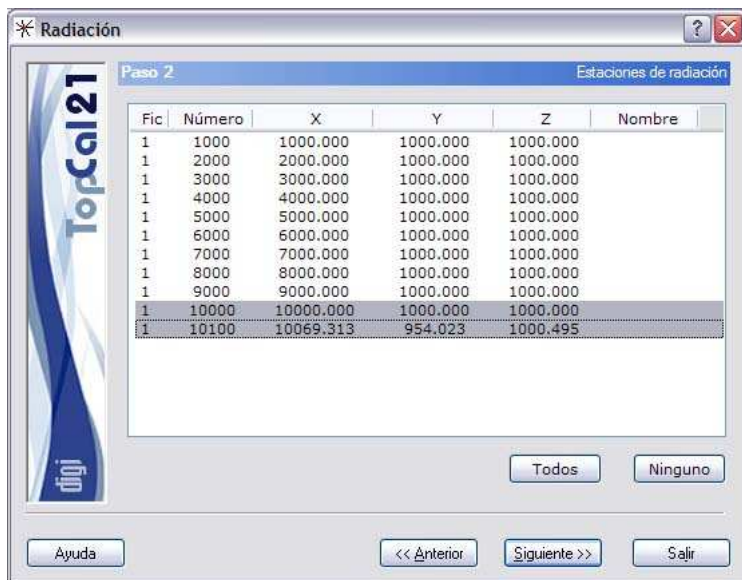 Radiación
Paso 2
Estaciones de radiación
TopCal21
Fic Número X Y Z Nombre
1 1000 1000.000 1000.000 1000.000
1 2000 2000.000 1000.000 1000.000
1 3000 3000.000 1000.000 1000.000
1 4000 4000.000 1000.000 1000.000
1 5000 5000.000 1000.000 1000.000
1 6000 6000.000 1000.000 1000.000
1 7000 7000.000 1000.000 1000.000
1 8000 8000.000 1000.000 1000.000
1 9000 9000.000 1000.000 1000.000
1 10000 10000.000 1000.000 1000.000
1 10100 10069.313 954.023 1000.495
Todos Ninguno
Ayuda << Anterior Siguiente >> Salir